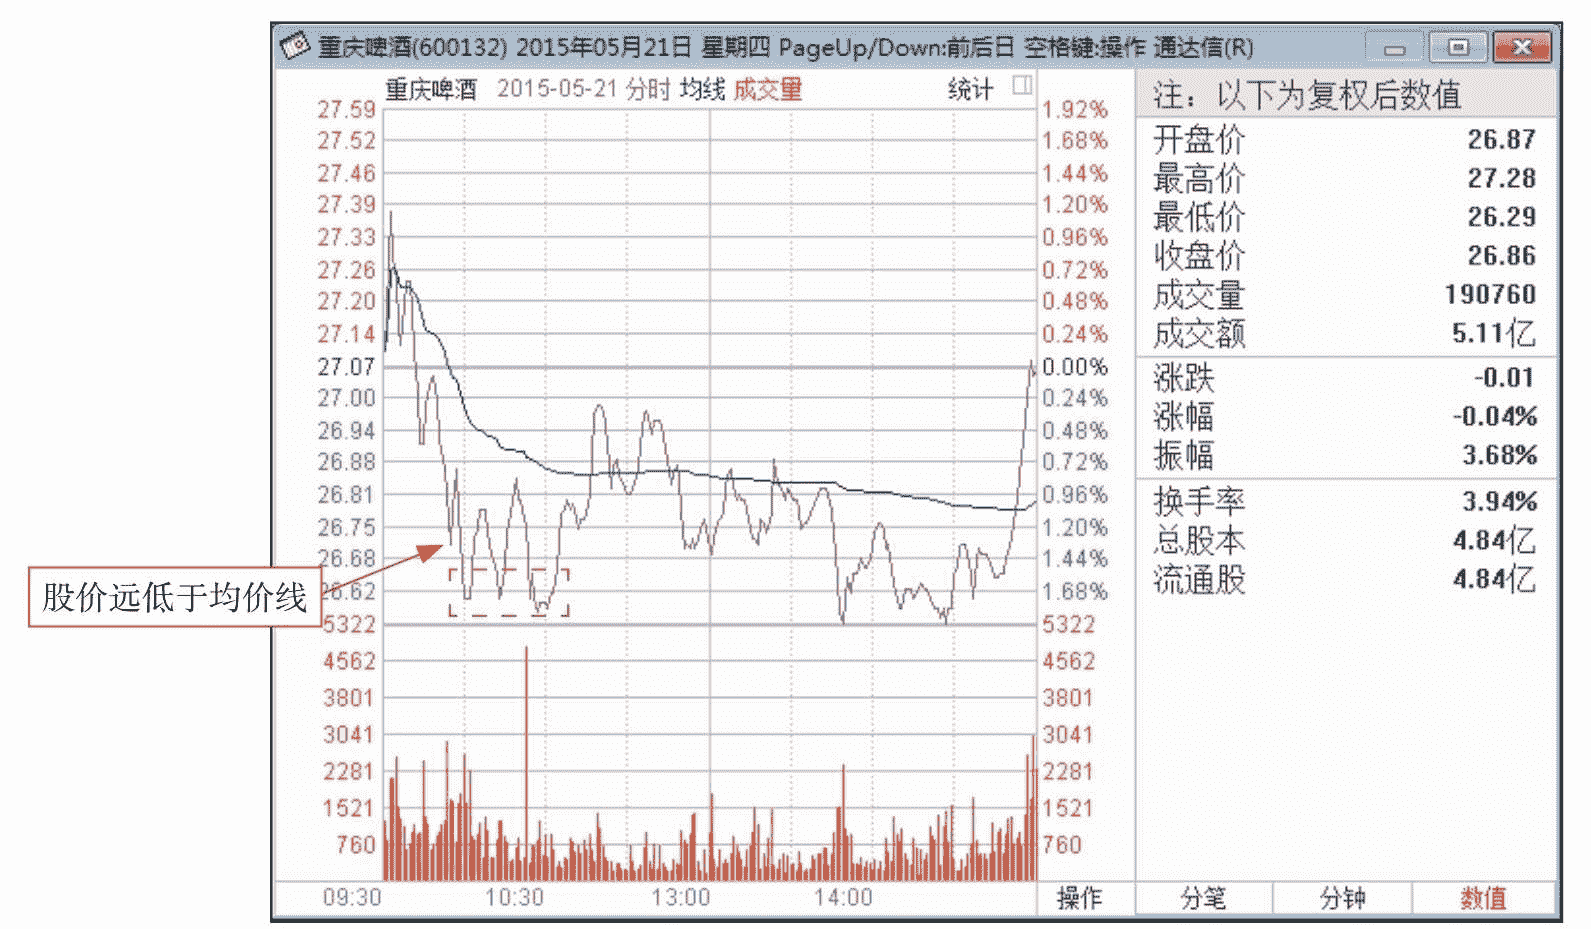 重庆啤酒(600132) 2015年05月21日 星期四 PageUp/Down:前后日 空格键:操作 通达信(R)
重庆啤酒 2015-05-21 分时 均线 成交量 统计
27.59 1.92%
27.52 1.68%
27.46 1.44%
27.39 1.20%
27.33 0.96%
27.26 0.72%
27.20 0.48%
27.14 0.24%
27.07 0.00%
27.00 0.24%
26.94 0.48%
26.88 0.72%
26.81 0.96%
26.75 1.20%
26.68 1.44%
26.62 1.68%
5322 5322
4562 4562
3801 3801
3041 3041
2281 2281
1521 1521
760 760
09:30 10:30 13:00 14:00 操作
股价远低于均价线
注：以下为复权后数值
开盘价 26.87
最高价 27.28
最低价 26.29
收盘价 26.86
成交量 190760
成交额 5.11亿
涨跌 -0.01
涨幅 -0.04%
振幅 3.68%
换手率 3.94%
总股本 4.84亿
流通股 4.84亿
分笔 分钟 数值